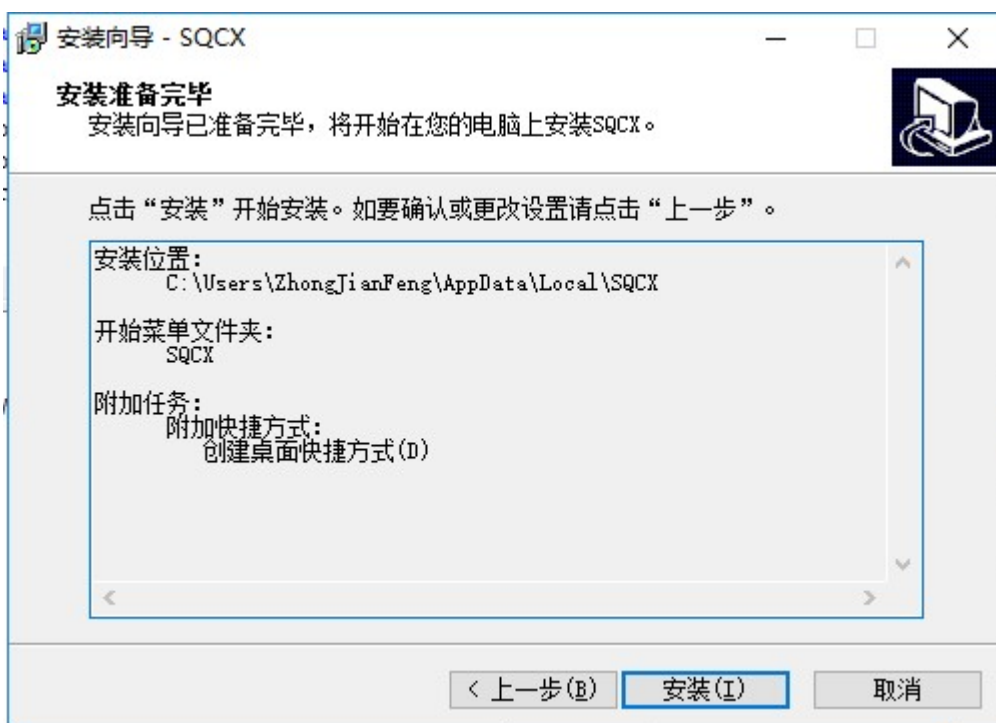 安装向导 - SQCX
安装准备完毕
安装向导已准备完毕，将开始在您的电脑上安装SQCX。
点击“安装”开始安装。如要确认或更改设置请点击“上一步”。
安装位置：
C:\Users\ZhongJianFeng\AppData\Local\SQCX
开始菜单文件夹：
SQCX
附加任务：
附加快捷方式：
创建桌面快捷方式(D)
< 上一步(B)
安装(I)
取消